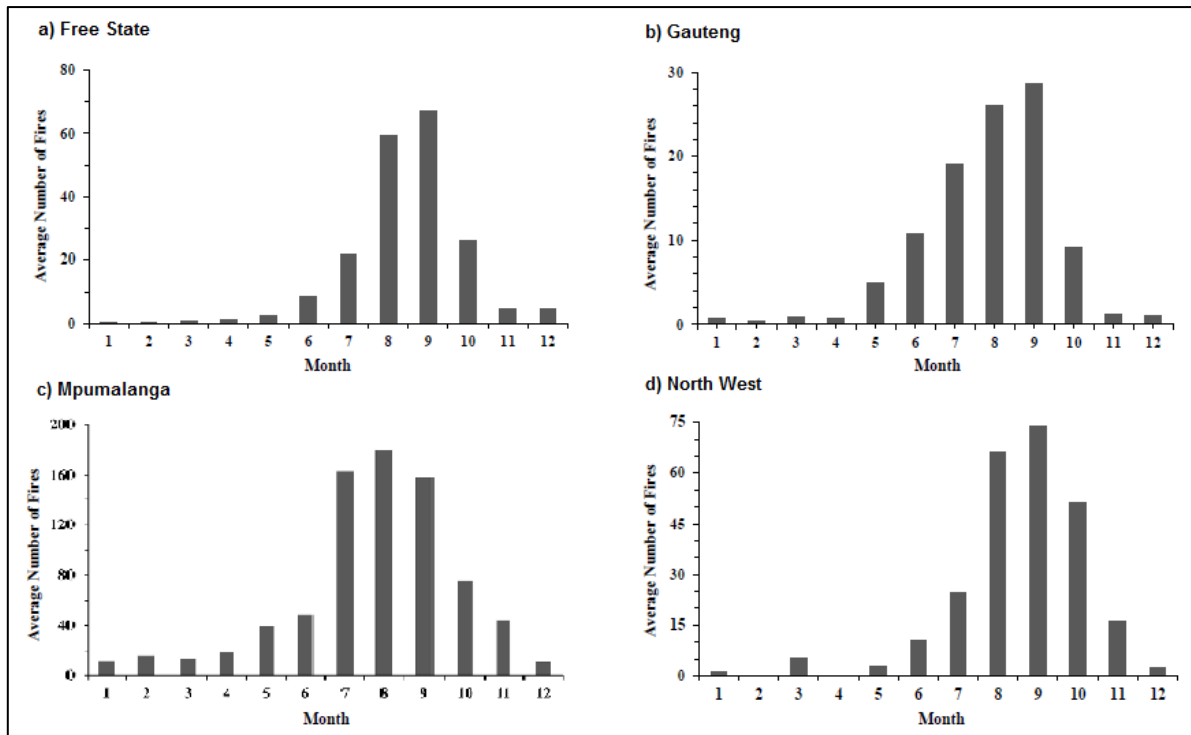 a) Free State
Average Number of Fires
80
60
40
20
0
1 2 3 4 5 6 7 8 9 10 11 12
Month
b) Gauteng
Average Number of Fires
30
20
10
0
1 2 3 4 5 6 7 8 9 10 11 12
Month
c) Mpumalanga
Average Number of Fires
200
160
120
80
40
0
1 2 3 4 5 6 7 8 9 10 11 12
Month
d) North West
Average Number of Fires
75
60
45
30
15
0
1 2 3 4 5 6 7 8 9 10 11 12
Month